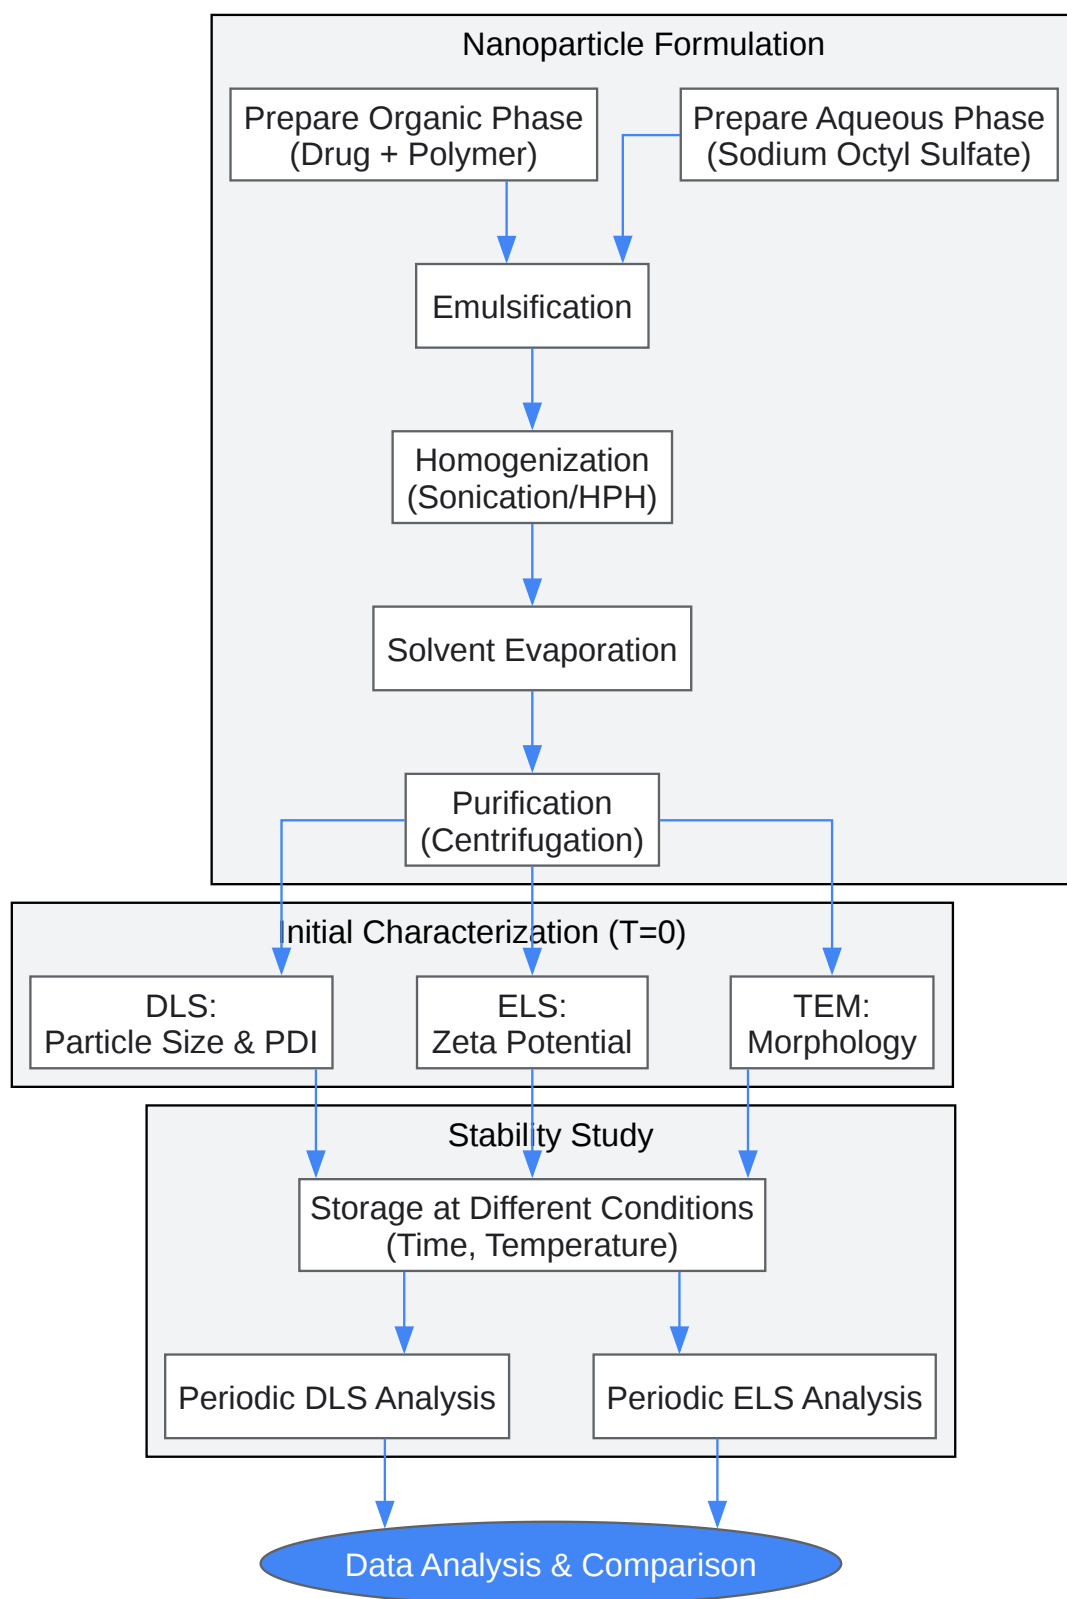 Nanoparticle Formulation
Prepare Organic Phase
(Drug + Polymer)
Prepare Aqueous Phase
(Sodium Octyl Sulfate)
Emulsification
Homogenization
(Sonication/HPH)
Solvent Evaporation
Purification
(Centrifugation)
Initial Characterization (T=0)
DLS:
Particle Size & PDI
ELS:
Zeta Potential
TEM:
Morphology
Stability Study
Storage at Different Conditions
(Time, Temperature)
Periodic DLS Analysis
Periodic ELS Analysis
Data Analysis & Comparison